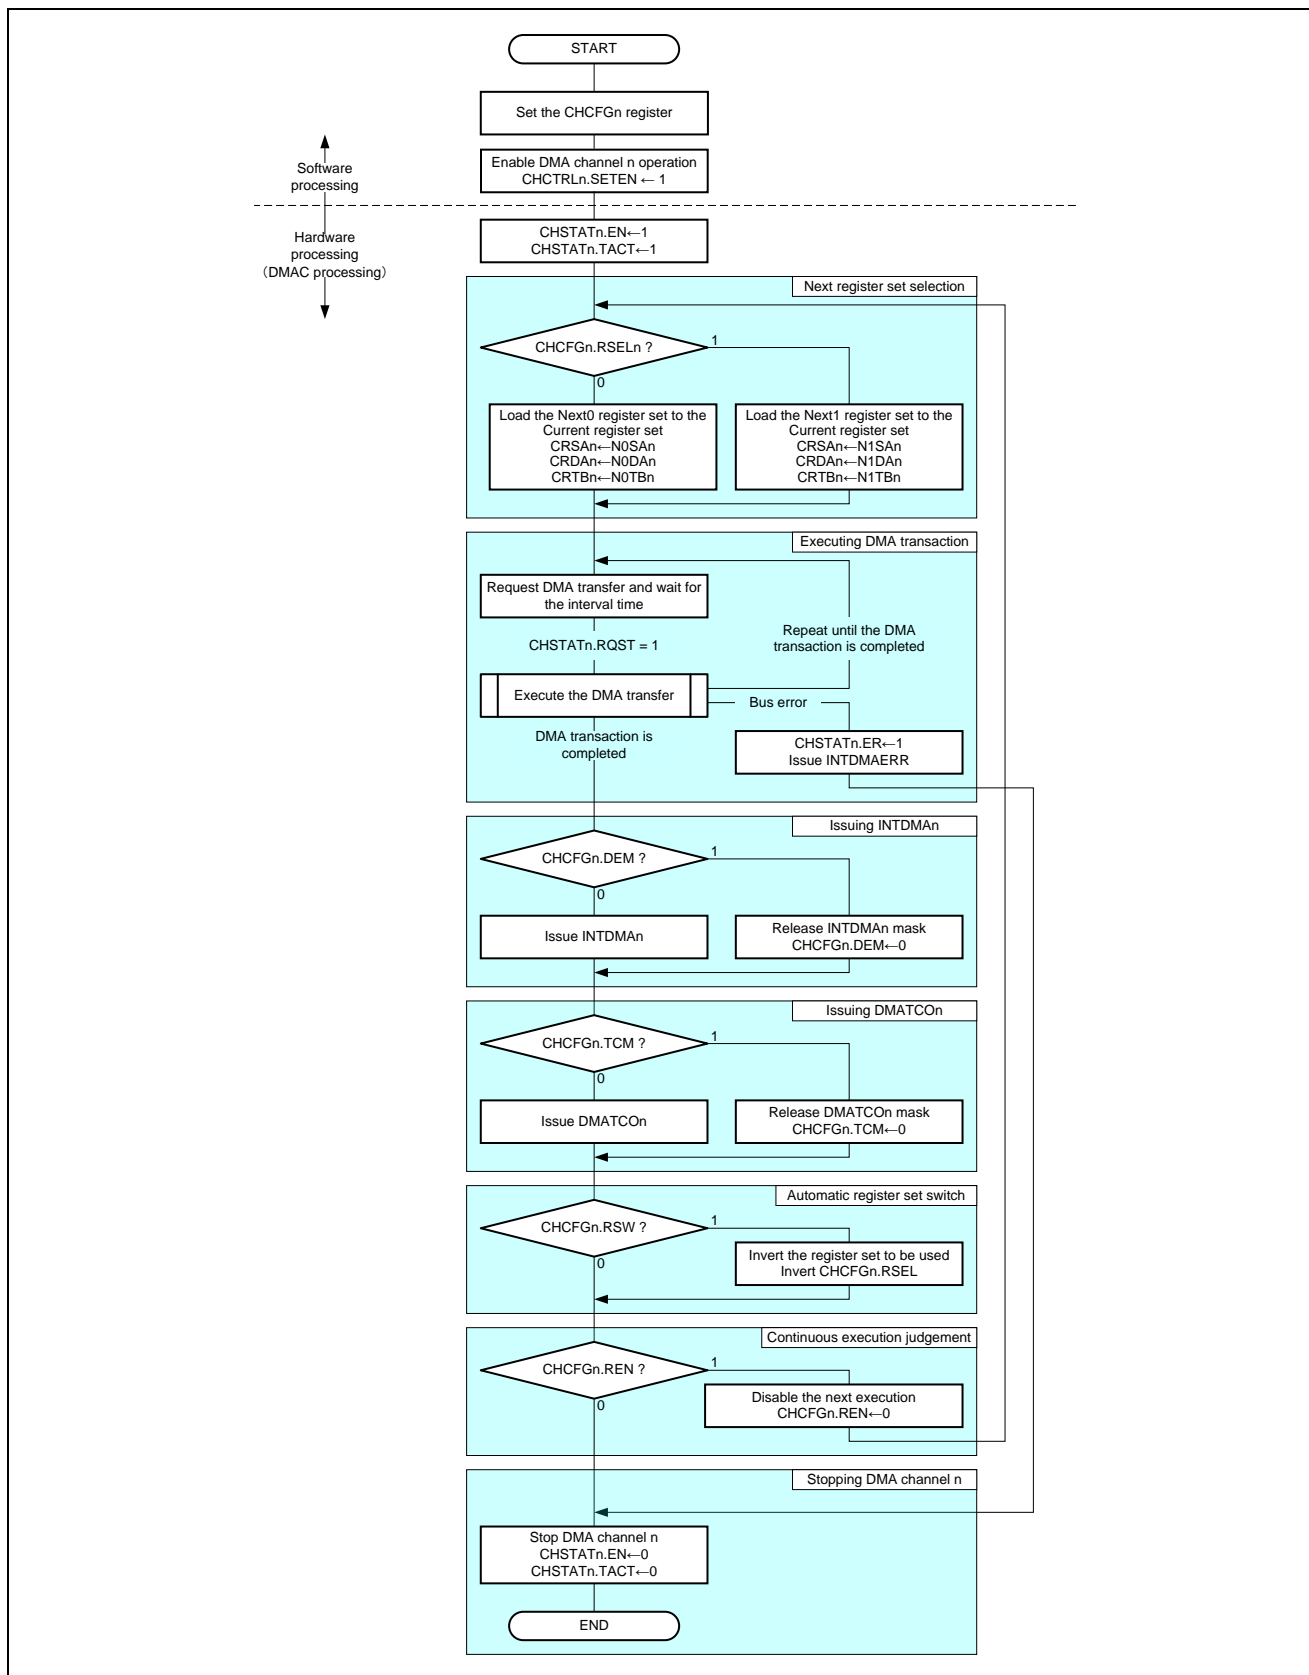 START
Set the CHCFGn register
Enable DMA channel n operation
CHCTRLn.SETEN ← 1
Software
processing
Hardware
processing
(DMAC processing)
CHSTATn.EN←1
CHSTATn.TACT←1
Next register set selection
CHCFGn.RSELn ?
1
0
Load the Next0 register set to the
Current register set
CRSAn←N0SAn
CRDAn←N0DAn
CRTBn←N0TBn
Load the Next1 register set to the
Current register set
CRSAn←N1SAn
CRDAn←N1DAn
CRTBn←N1TBn
Executing DMA transaction
Request DMA transfer and wait for
the interval time
CHSTATn.RQST = 1
Repeat until the DMA
transaction is completed
Execute the DMA transfer
Bus error
DMA transaction is
completed
CHSTATn.ER←1
Issue INTDMAERR
Issuing INTDMAn
CHCFGn.DEM ?
1
0
Issue INTDMAn
Release INTDMAn mask
CHCFGn.DEM←0
Issuing DMATCOn
CHCFGn.TCM ?
1
0
Issue DMATCOn
Release DMATCOn mask
CHCFGn.TCM←0
Automatic register set switch
CHCFGn.RSW ?
1
0
Invert the register set to be used
Invert CHCFGn.RSEL
Continuous execution judgement
CHCFGn.REN ?
1
0
Disable the next execution
CHCFGn.REN←0
Stopping DMA channel n
Stop DMA channel n
CHSTATn.EN←0
CHSTATn.TACT←0
END